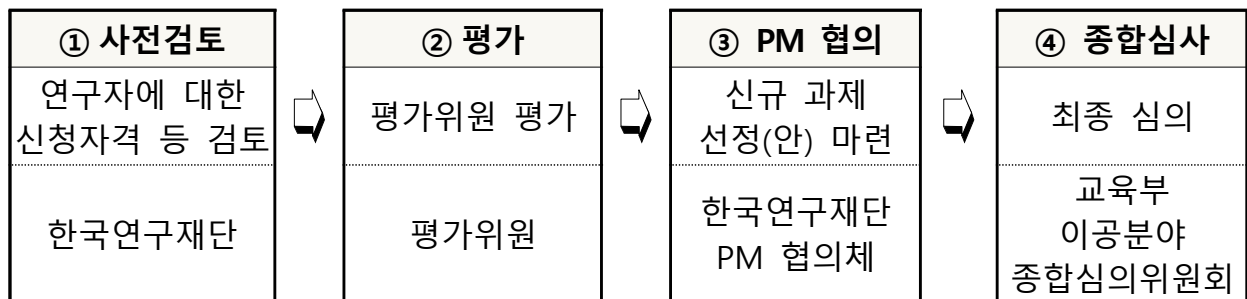 ① 사전검토
연구자에 대한
신청자격 등 검토
한국연구재단
② 평가
평가위원 평가
평가위원
③ PM 협의
신규 과제
선정(안) 마련
한국연구재단
PM 협의체
④ 종합심사
최종 심의
교육부
이공분야
종합심의위원회